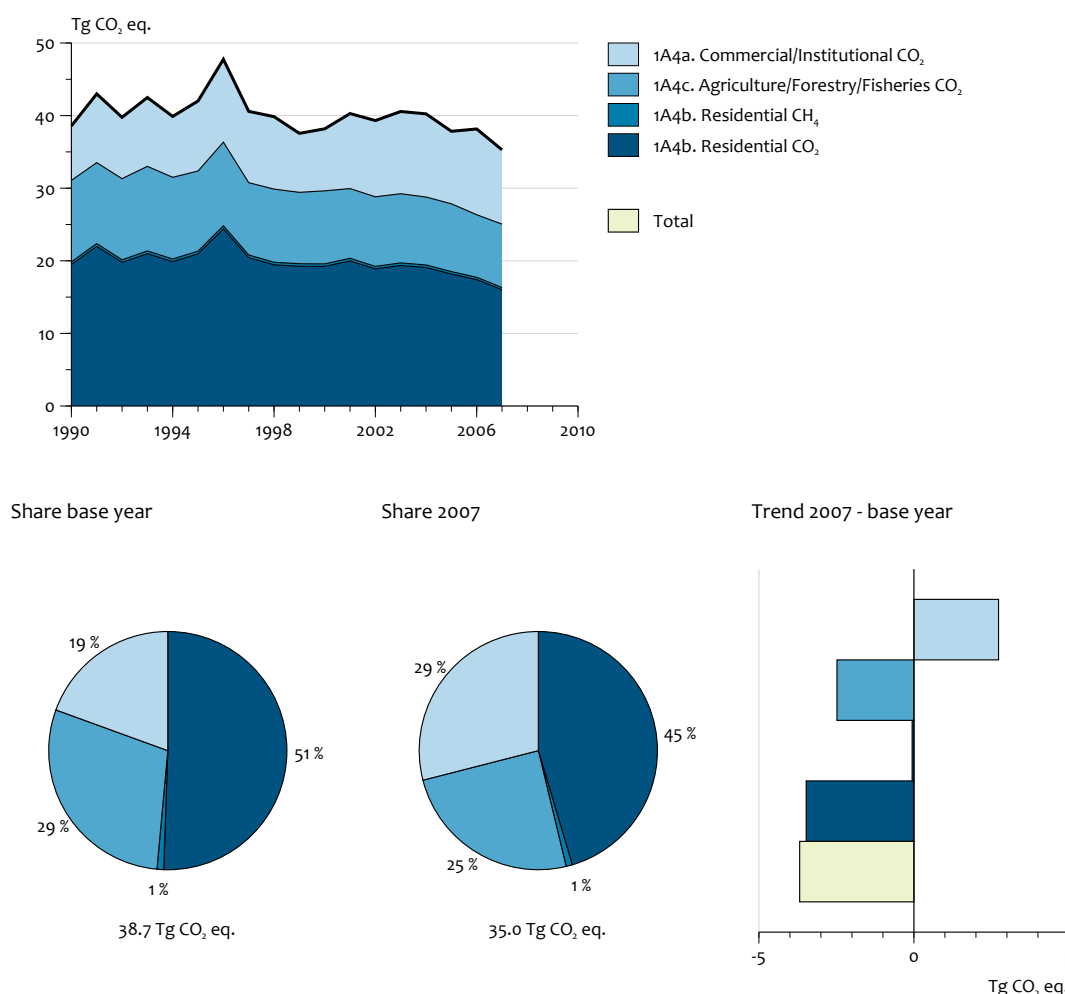 Tg CO₂ eq.
50
40
30
20
10
0
1990 1994 1998 2002 2006 2010
1A4a. Commercial/Institutional CO₂
1A4c. Agriculture/Forestry/Fisheries CO₂
1A4b. Residential CH₄
1A4b. Residential CO₂
Total
Share base year
19 %
51 %
29 %
1 %
38.7 Tg CO₂ eq.
Share 2007
29 %
45 %
25 %
1 %
35.0 Tg CO₂ eq.
Trend 2007 - base year
-5 0
Tg CO₂ eq.